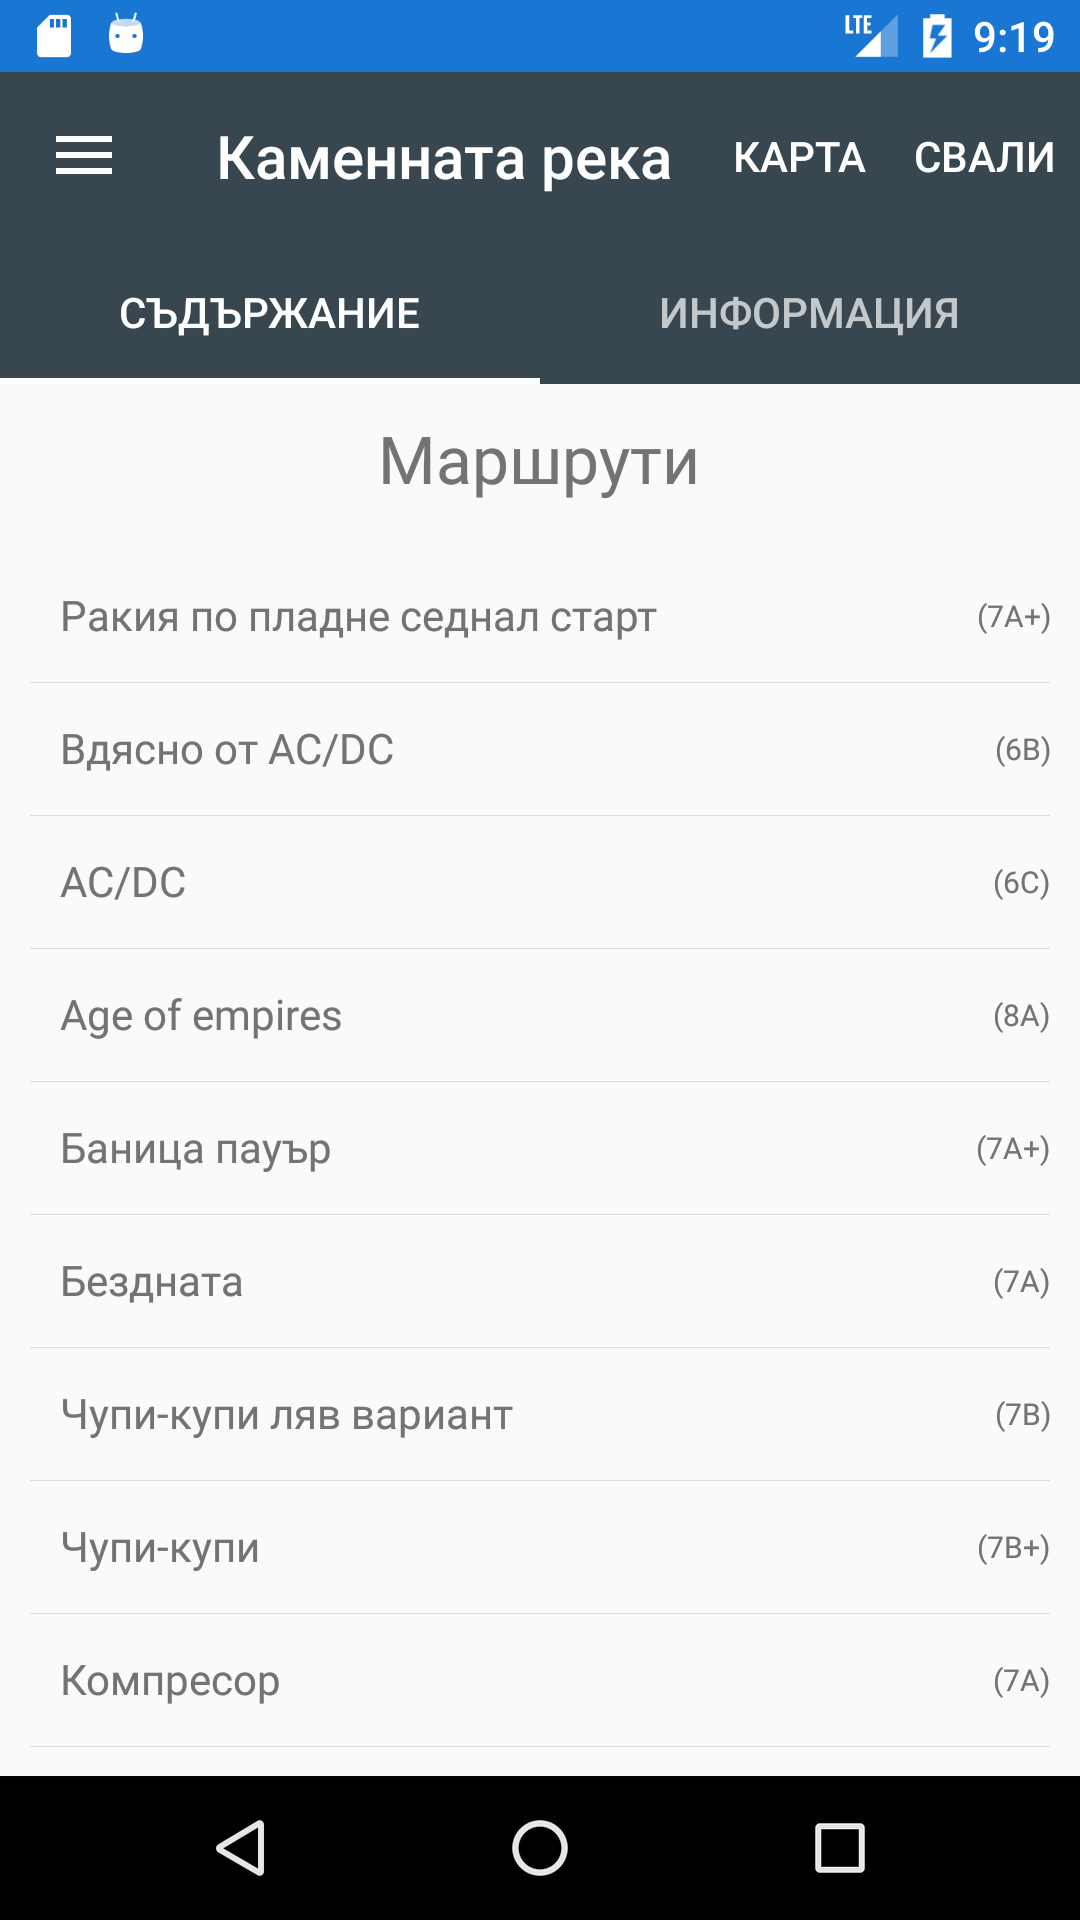 LTE 9:19
Каменната река КАРТА СВАЛИ
СЪДЪРЖАНИЕ ИНФОРМАЦИЯ
Маршрути
Ракия по пладне седнал старт (7A+)
Вдясно от AC/DC (6B)
AC/DC (6C)
Age of empires (8A)
Баница пауър (7A+)
Бездната (7A)
Чупи-купи ляв вариант (7B)
Чупи-купи (7B+)
Компресор (7A)